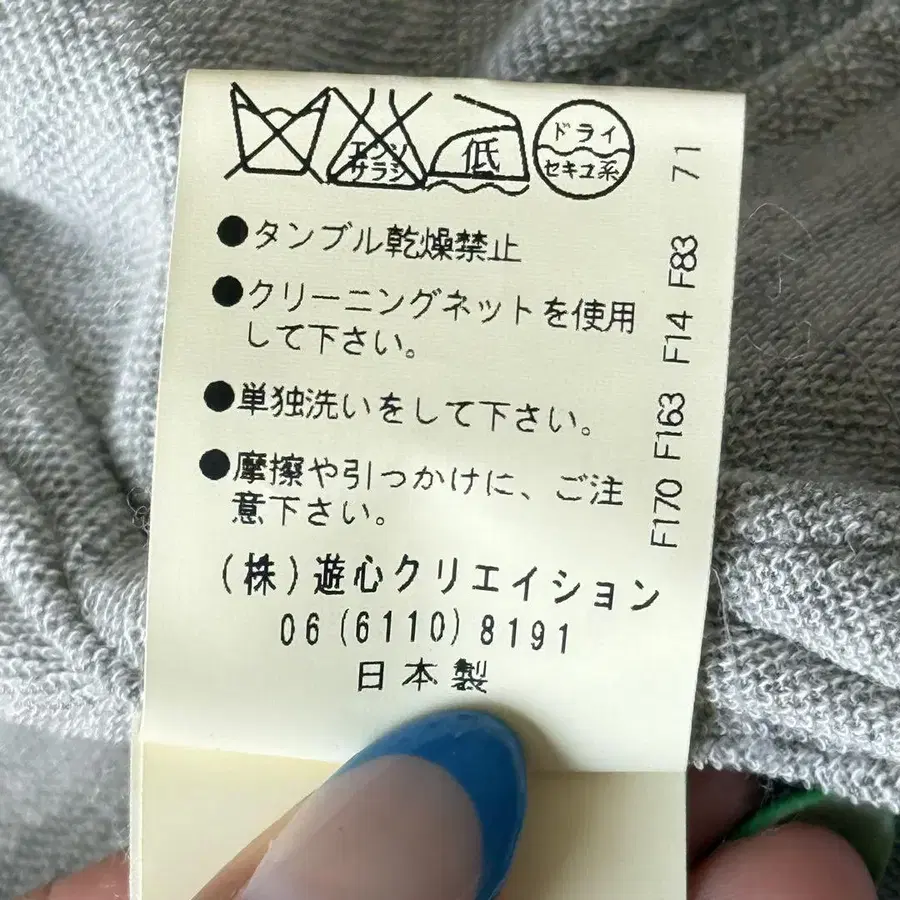 エンソ
サラシ
低
ドライ
セキユ系
●タンブル乾燥禁止
●クリーニングネットを使用
して下さい。
●単独洗いをして下さい。
●摩擦や引っかけに、ご注
意下さい。
(株)遊心クリエイション
06(6110)8191
日本製
F170 F163 F14 F83 71